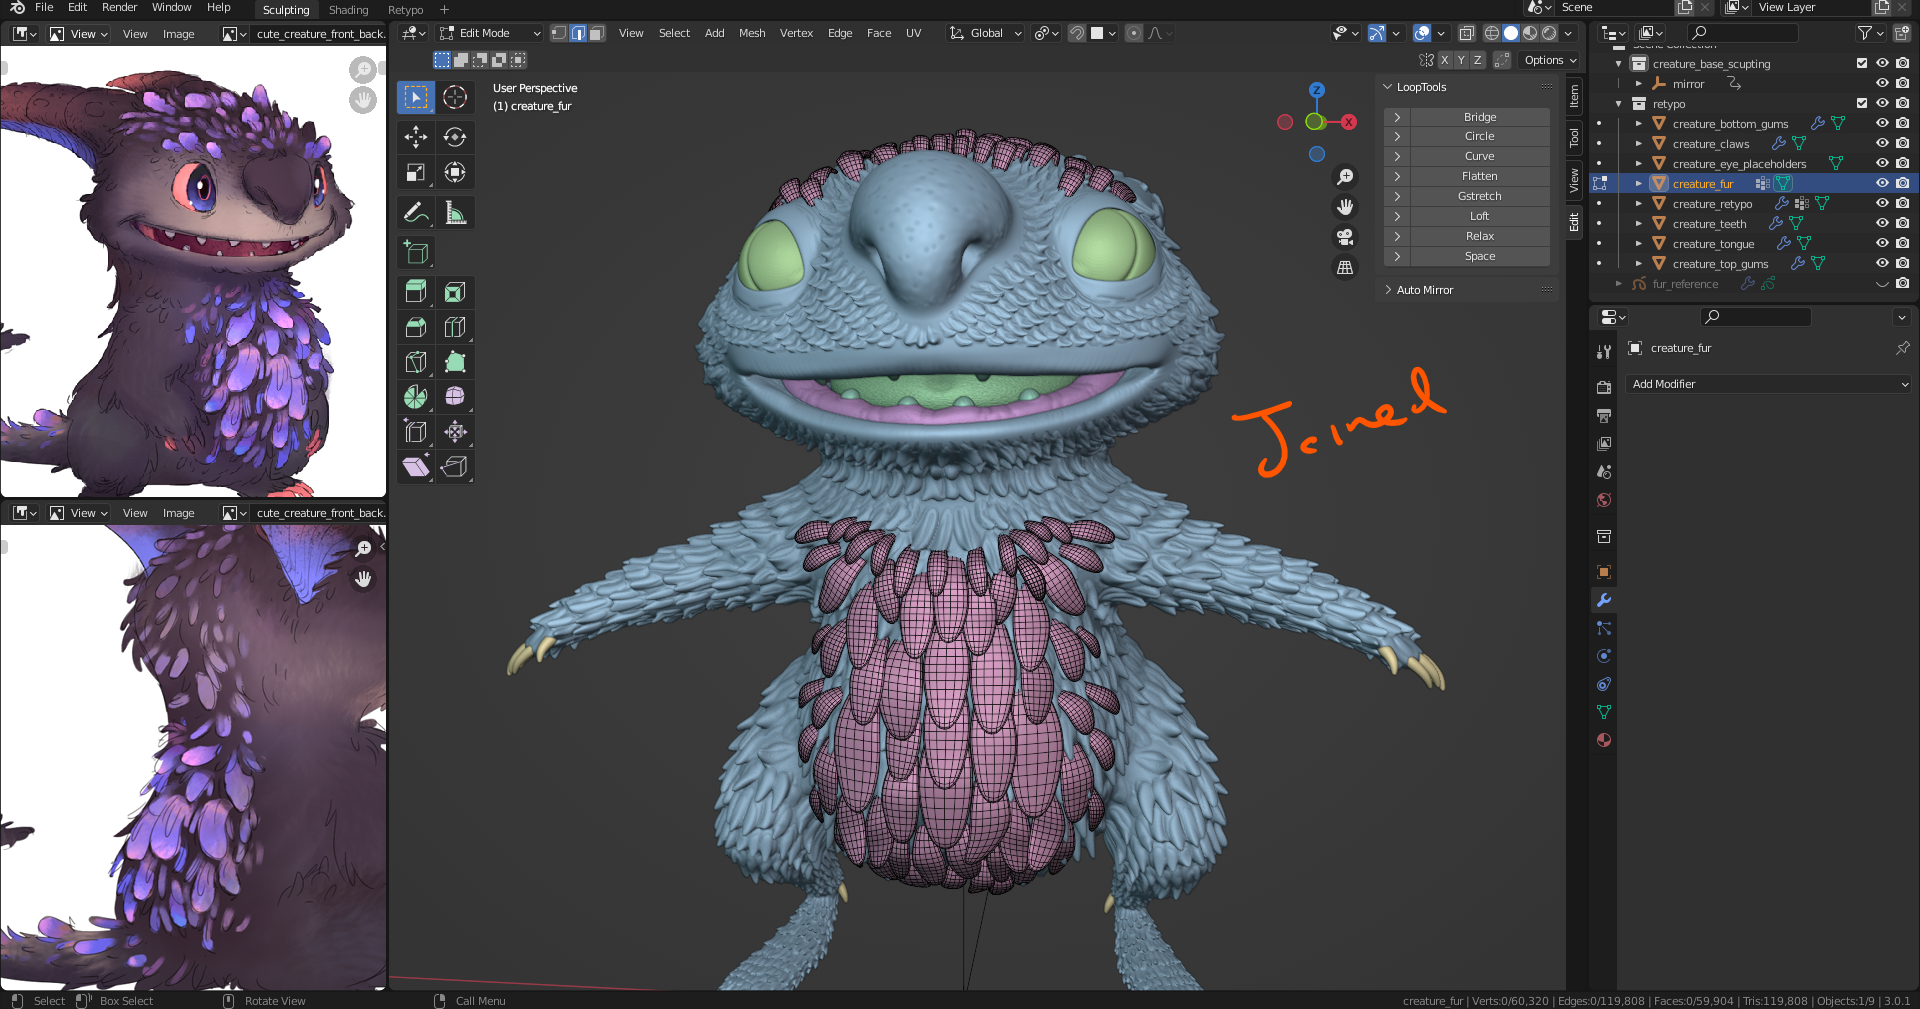 File Edit Render Window Help Sculpting Shading Retypo + Scene View Layer
View View Image cute_creature_front_back. Edit Mode View Select Add Mesh Vertex Edge Face UV Global
X Y Z Options
User Perspective
(1) creature_fur
Z
X
LoopTools
Bridge
Circle
Curve
Flatten
Gstretch
Loft
Relax
Space
Auto Mirror
Item
Tool
View
Edit
Joined
Scene Collection
creature_base_scupting
mirror
retypo
creature_bottom_gums
creature_claws
creature_eye_placeholders
creature_fur
creature_retypo
creature_teeth
creature_tongue
creature_top_gums
fur_reference
creature_fur
Add Modifier
View View Image cute_creature_front_back.
Select Box Select Rotate View Call Menu
creature_fur | Verts:0/60,320 | Edges:0/119,808 | Faces:0/59,904 | Tris:119,808 | Objects:1/9 | 3.0.1